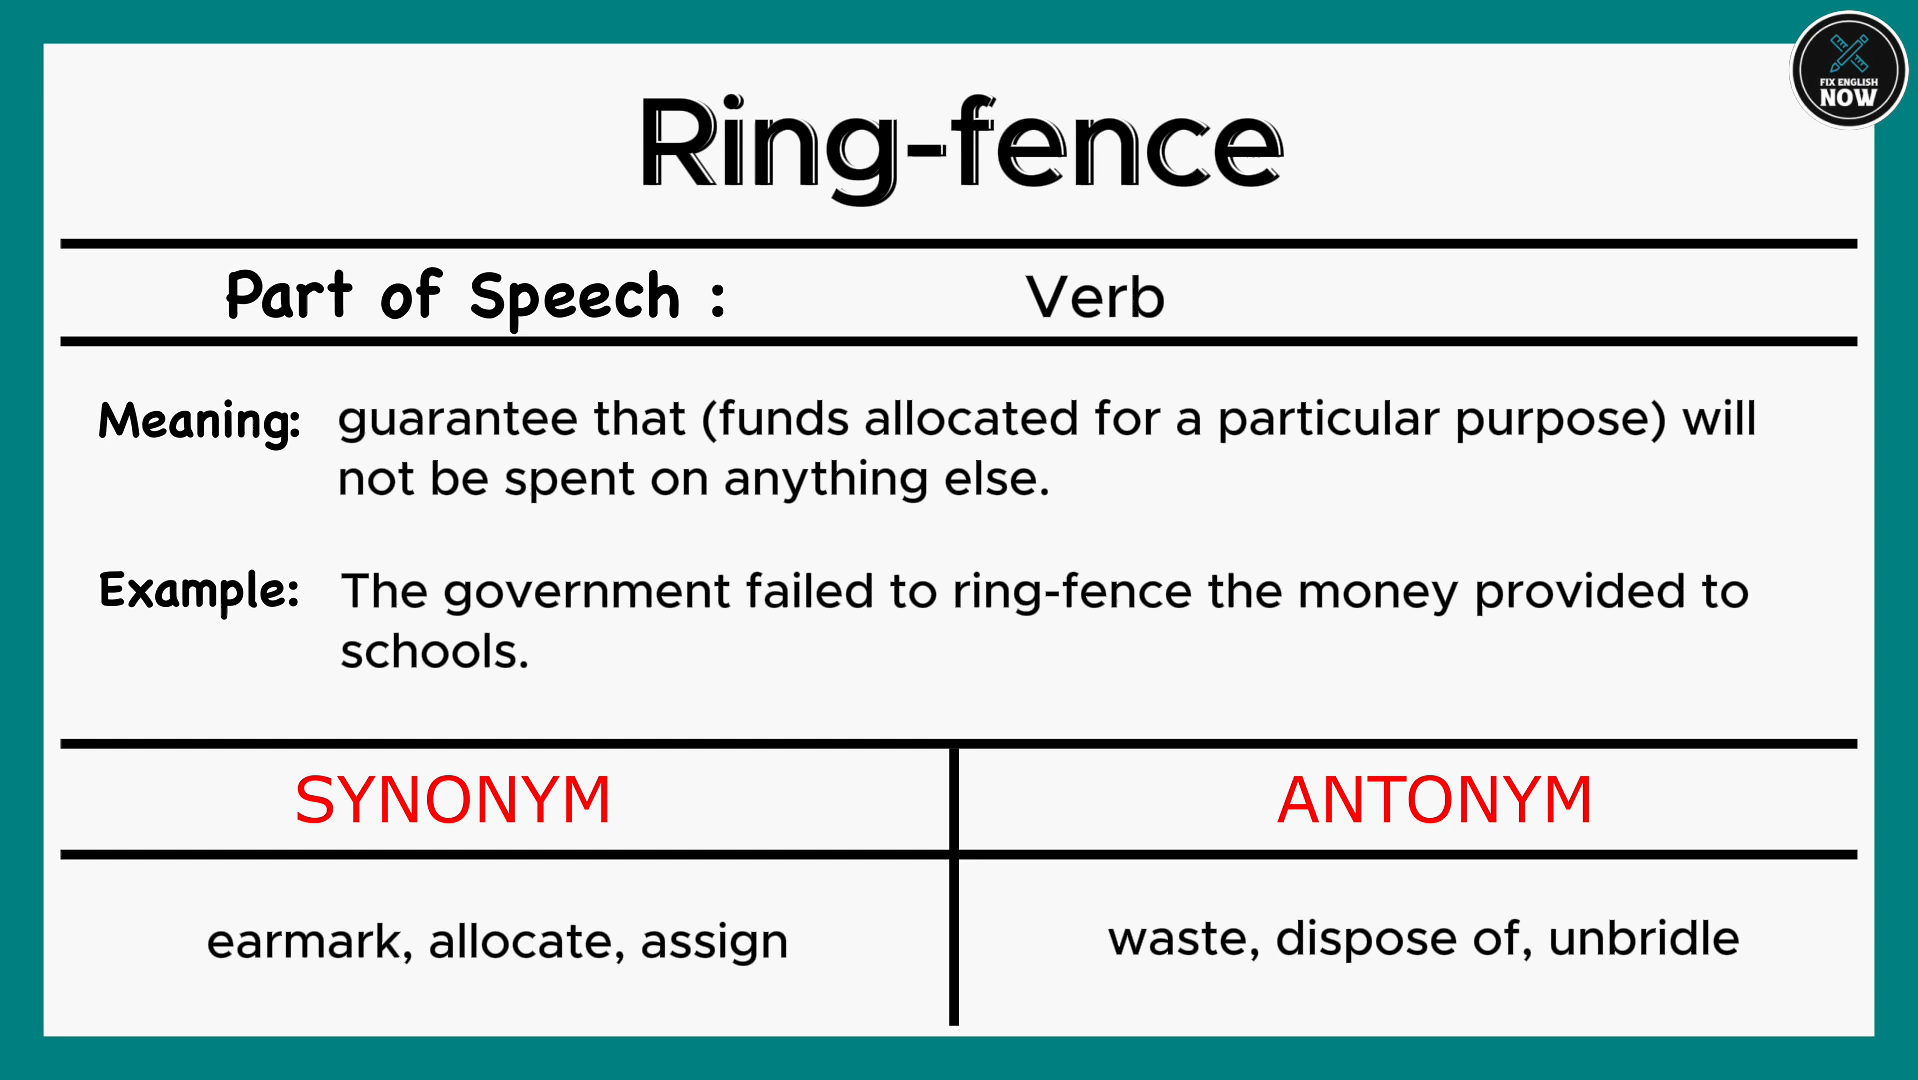 FIX ENGLISH
NOW
Ring-fence
Part of Speech : Verb
Meaning: guarantee that (funds allocated for a particular purpose) will
not be spent on anything else.
Example: The government failed to ring-fence the money provided to
schools.
SYNONYM ANTONYM
earmark, allocate, assign waste, dispose of, unbridle